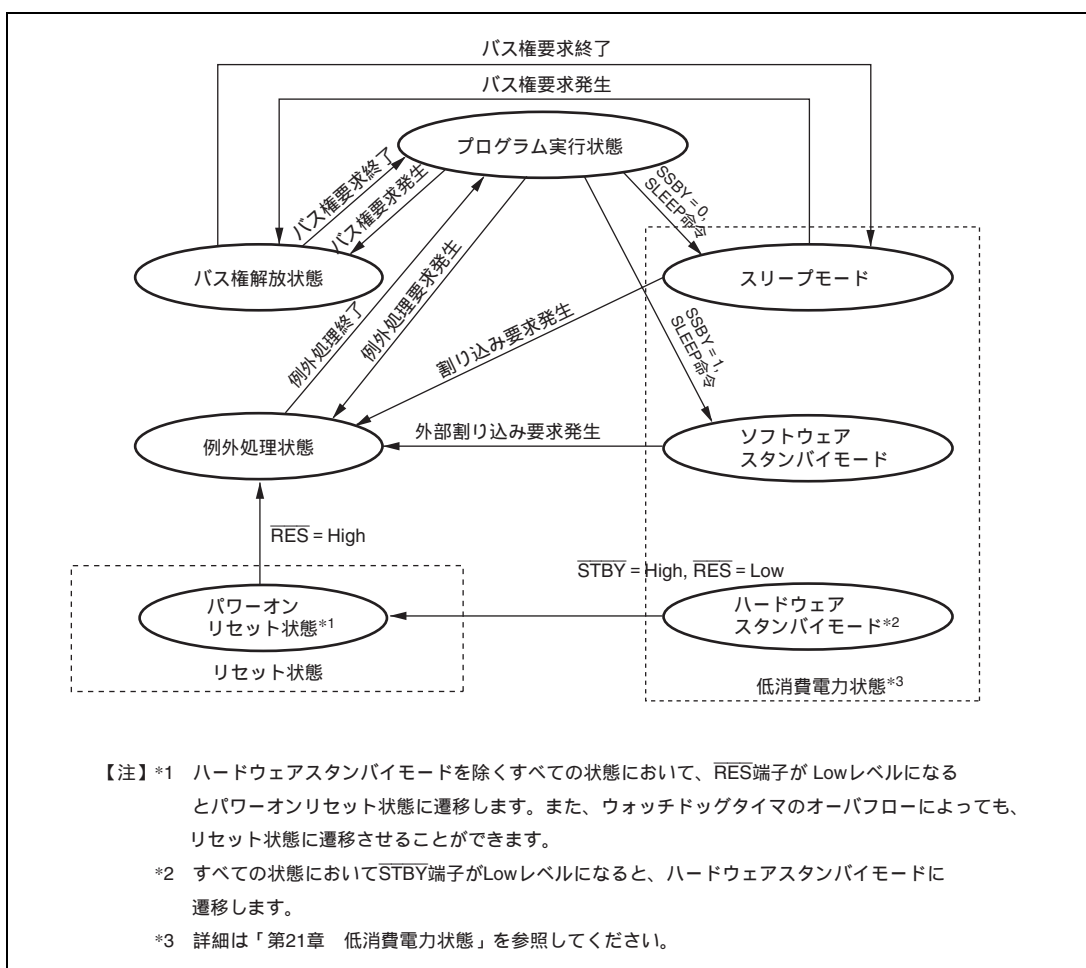 バス権要求終了
バス権要求発生
プログラム実行状態
バス権要求終了
バス権要求発生
SSBY = 0,
SLEEP命令
バス権解放状態
スリープモード
例外処理終了
例外処理要求発生
割り込み要求発生
SSBY = 1,
SLEEP命令
例外処理状態
外部割り込み要求発生
ソフトウェア
スタンバイモード
RES = High
STBY = High, RES = Low
パワーオン
リセット状態*1
リセット状態
ハードウェア
スタンバイモード*2
低消費電力状態*3
【注】*1 ハードウェアスタンバイモードを除くすべての状態において、RES端子が Lowレベルになる
とパワーオンリセット状態に遷移します。また、ウォッチドッグタイマのオーバフローによっても、
リセット状態に遷移させることができます。
*2 すべての状態においてSTBY端子がLowレベルになると、ハードウェアスタンバイモードに
遷移します。
*3 詳細は「第21章 低消費電力状態」を参照してください。